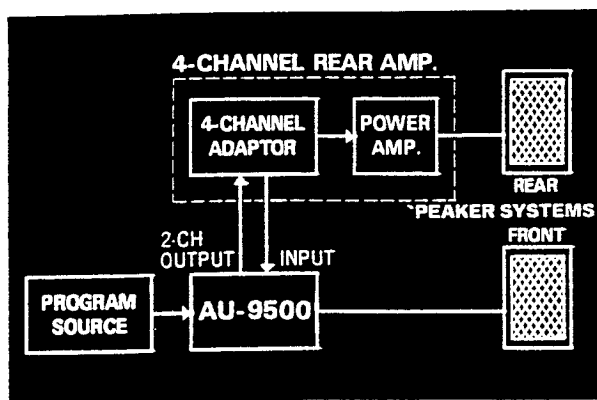 4-CHANNEL REAR AMP.
4-CHANNEL
ADAPTOR
POWER
AMP.
REAR
PEAKER SYSTEMS
FRONT
2-CH
OUTPUT
INPUT
PROGRAM
SOURCE
AU-9500